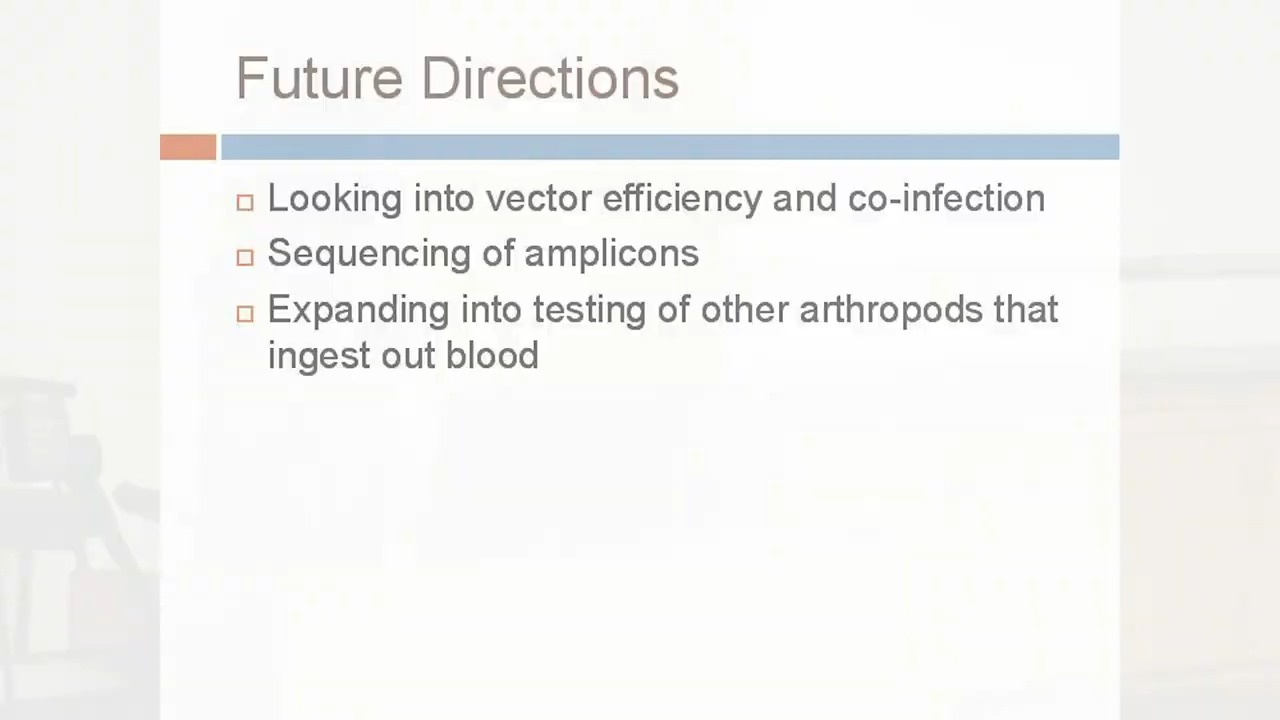 Future Directions
Looking into vector efficiency and co-infection
Sequencing of amplicons
Expanding into testing of other arthropods that
ingest out blood